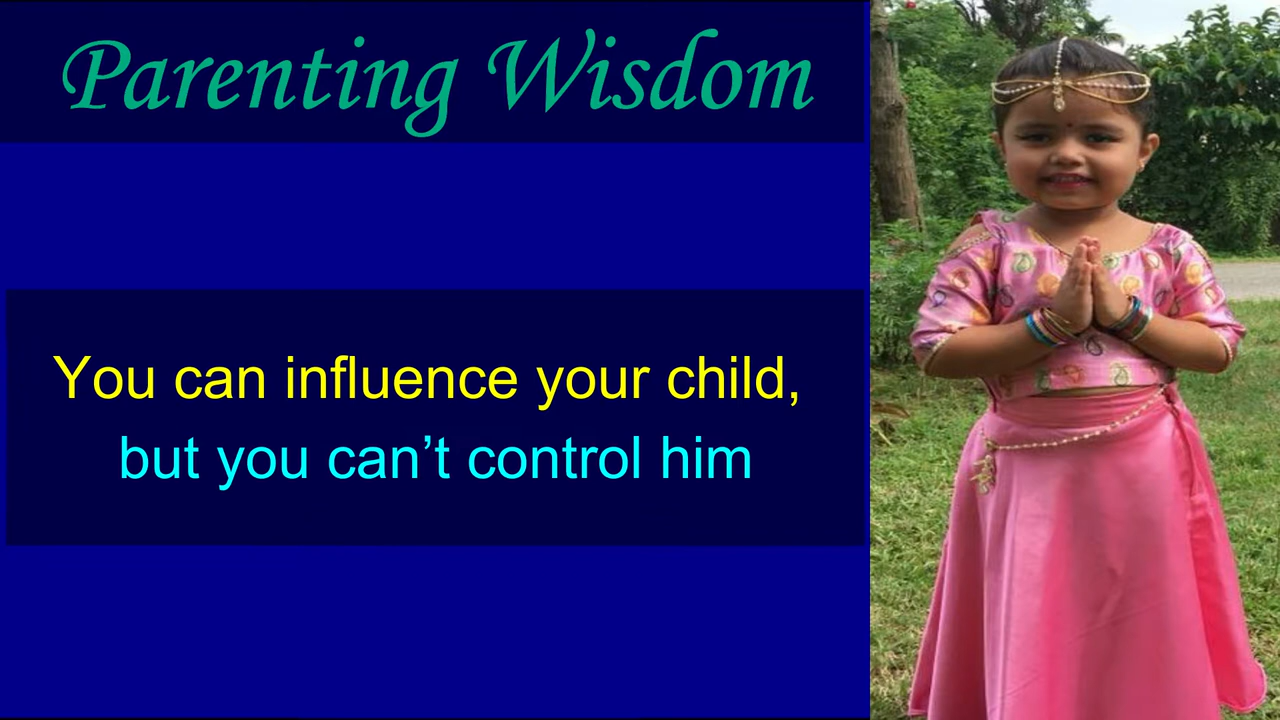 Parenting Wisdom
You can influence your child,
but you can’t control him